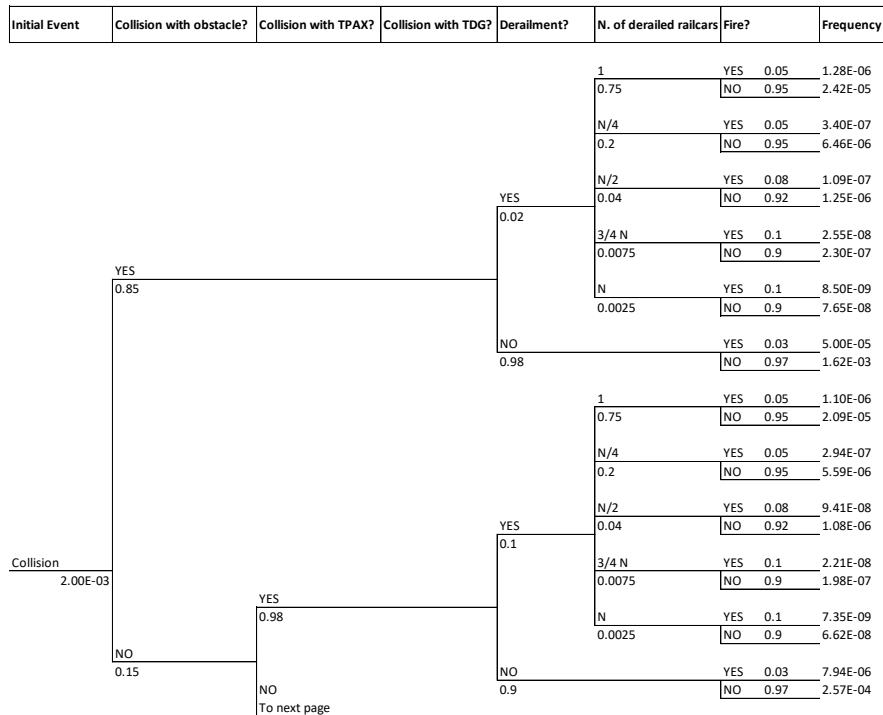 Initial Event Collision with obstacle? Collision with TPAX? Collision with TDG? Derailment? N. of derailed railcars Fire? Frequency
1 YES 0.05 1.28E-06
0.75 NO 0.95 2.42E-05
N/4 YES 0.05 3.40E-07
0.2 NO 0.95 6.46E-06
N/2 YES 0.08 1.09E-07
YES 0.04 NO 0.92 1.25E-06
0.02
3/4 N YES 0.1 2.55E-08
0.0075 NO 0.9 2.30E-07
YES
0.85 N YES 0.1 8.50E-09
0.0025 NO 0.9 7.65E-08
NO YES 0.03 5.00E-05
0.98 NO 0.97 1.62E-03
1 YES 0.05 1.10E-06
0.75 NO 0.95 2.09E-05
N/4 YES 0.05 2.94E-07
0.2 NO 0.95 5.59E-06
N/2 YES 0.08 9.41E-08
YES 0.04 NO 0.92 1.08E-06
0.1
Collision 3/4 N YES 0.1 2.21E-08
2.00E-03 0.0075 NO 0.9 1.98E-07
YES
0.98 N YES 0.1 7.35E-09
0.0025 NO 0.9 6.62E-08
NO
0.15 NO YES 0.03 7.94E-06
NO 0.9 NO 0.97 2.57E-04
To next page